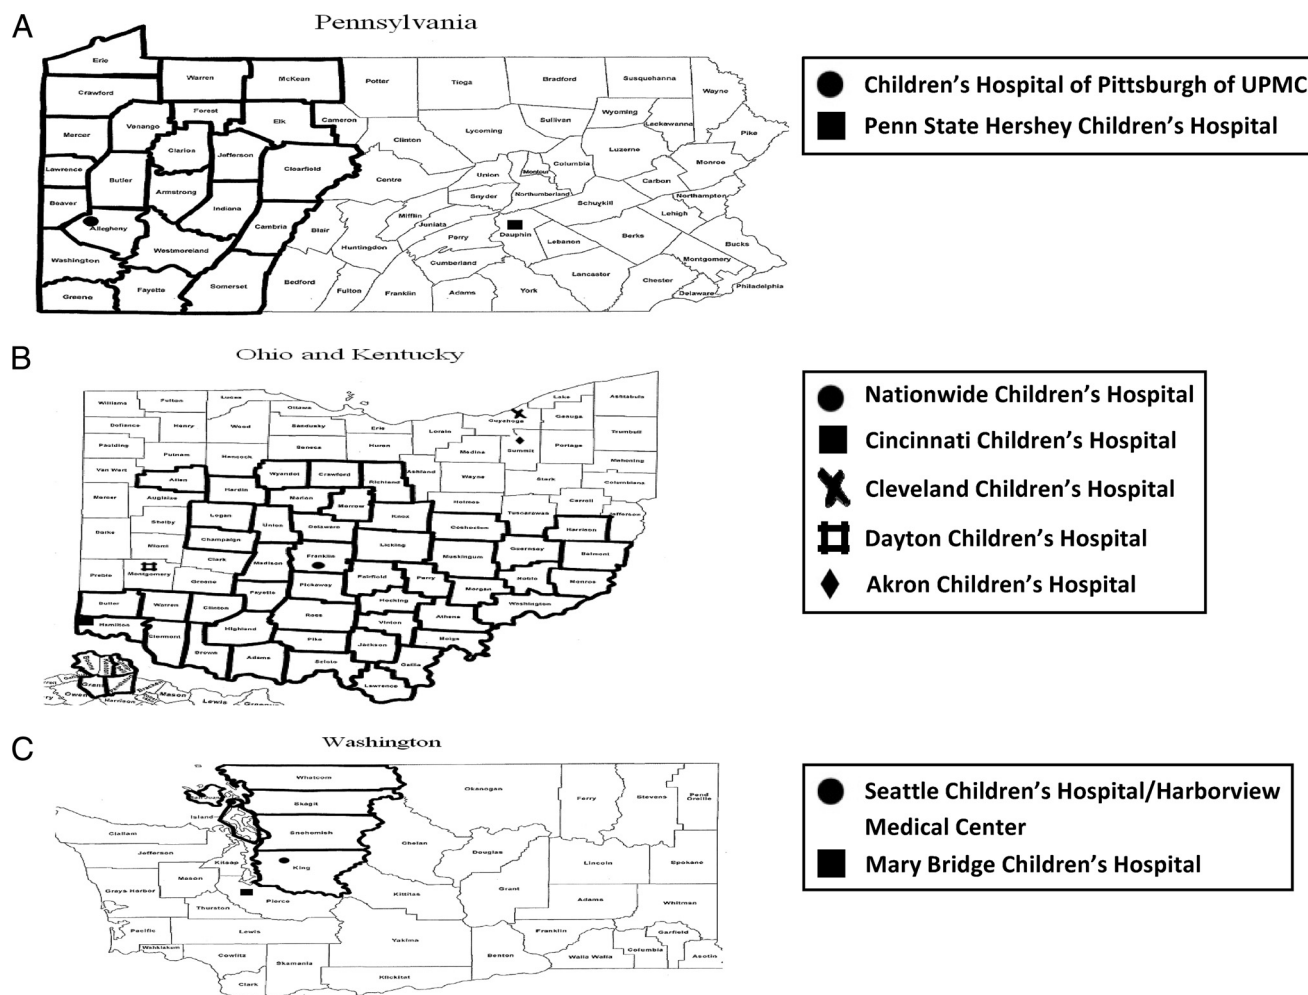 A
Pennsylvania
Erie
Warren
McKean
Potter
Tioga
Bradford
Susquehanna
Wayne
Crawford
Forest
Elk
Cameron
Sullivan
Wyoming
Lackawanna
Pike
Mercer
Venango
Clarion
Jefferson
Clinton
Lycoming
Luzerne
Monroe
Lawrence
Butler
Armstrong
Clearfield
Centre
Union
Montour
Columbia
Carbon
Northampton
Beaver
Indiana
Snyder
Northumberland
Schuykill
Lehigh
Allegheny
Cambria
Blair
Mifflin
Juniata
Perry
Dauphin
Lebanon
Berks
Bucks
Washington
Westmoreland
Huntingdon
Cumberland
Lancaster
Montgomery
Greene
Fayette
Somerset
Bedford
Fulton
Franklin
Adams
York
Chester
Delaware
Philadelphia
Children’s Hospital of Pittsburgh of UPMC
Penn State Hershey Children’s Hospital
B
Ohio and Kentucky
Williams
Fulton
Lucas
Ottawa
Lake
Ashtabula
Defiance
Henry
Wood
Sandusky
Erie
Lorain
Cuyahoga
Geauga
Trumbull
Paulding
Putnam
Hancock
Seneca
Huron
Medina
Summit
Portage
Mahoning
Van Wert
Allen
Wyandot
Crawford
Richland
Ashland
Wayne
Stark
Columbiana
Mercer
Auglaize
Hardin
Marion
Morrow
Holmes
Carroll
Jefferson
Logan
Knox
Tuscarawas
Darke
Shelby
Union
Delaware
Coshocton
Harrison
Miami
Champaign
Licking
Guernsey
Belmont
Clark
Madison
Franklin
Muskingum
Preble
Montgomery
Greene
Fayette
Pickaway
Fairfield
Perry
Noble
Monroe
Morgan
Washington
Butler
Warren
Clinton
Ross
Hocking
Athens
Hamilton
Clermont
Highland
Vinton
Meigs
Brown
Adams
Pike
Jackson
Scioto
Gallia
Lawrence
Boone
Grant
Owen
Harrison
Bracken
Mason
Lewis
Nationwide Children’s Hospital
Cincinnati Children’s Hospital
Cleveland Children’s Hospital
Dayton Children’s Hospital
Akron Children’s Hospital
C
Washington
Whatcom
Skagit
Island
Snohomish
Okanogan
Ferry
Stevens
Pend Oreille
Clallam
Jefferson
Kitsap
King
Chelan
Douglas
Lincoln
Spokane
Grays Harbor
Mason
Pierce
Kittitas
Grant
Adams
Whitman
Thurston
Pacific
Lewis
Yakima
Franklin
Garfield
Wahkiakum
Cowlitz
Skamania
Benton
Walla Walla
Columbia
Asotin
Clark
Klickitat
Seattle Children’s Hospital/Harborview
Medical Center
Mary Bridge Children’s Hospital